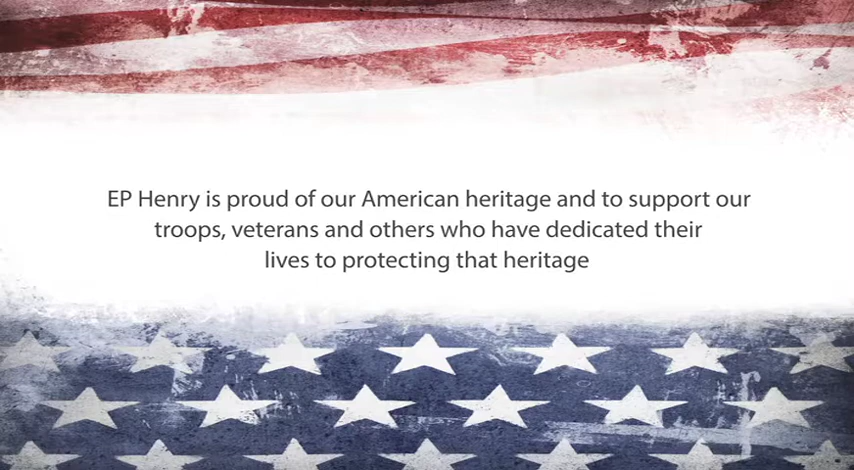 EP Henry is proud of our American heritage and to support our
troops, veterans and others who have dedicated their
lives to protecting that heritage